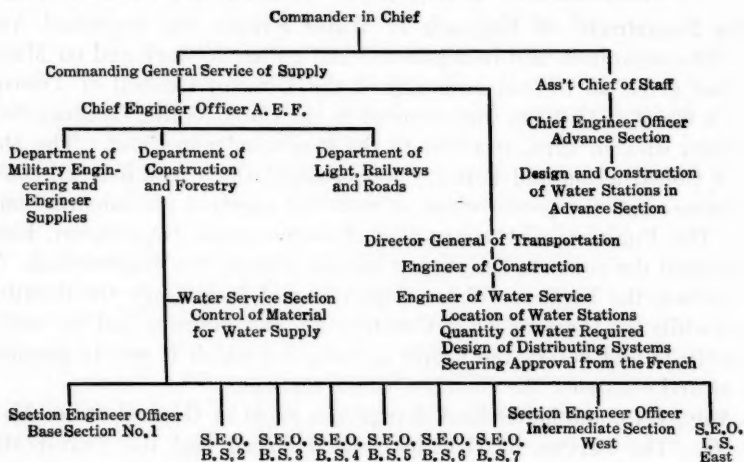 Commander in Chief
Commanding General Service of Supply
Ass't Chief of Staff
Chief Engineer Officer A. E. F.
Chief Engineer Officer
Advance Section
Department of
Military Engin-
eering and
Engineer
Supplies
Department of
Construction
and Forestry
Department of
Light, Railways
and Roads
Design and Construction
of Water Stations in
Advance Section
Director General of Transportation
Engineer of Construction
Water Service Section
Control of Material
for Water Supply
Engineer of Water Service
Location of Water Stations
Quantity of Water Required
Design of Distributing Systems
Securing Approval from the French
Section Engineer Officer
Base Section No. 1
S.E.O.
B. S. 2
S.E.O.
B. S. 3
S.E.O.
B. S. 4
S.E.O.
B. S. 5
S.E.O.
B. S. 6
S.E.O.
B. S. 7
Section Engineer Officer
Intermediate Section
West
S.E.O.
I. S.
East